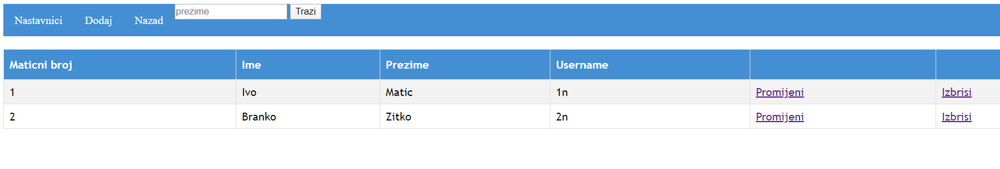 Nastavnici Dodaj Nazad prezime Trazi
Maticni broj Ime Prezime Username
1 Ivo Matic 1n Promijeni Izbrisi
2 Branko Zitko 2n Promijeni Izbrisi